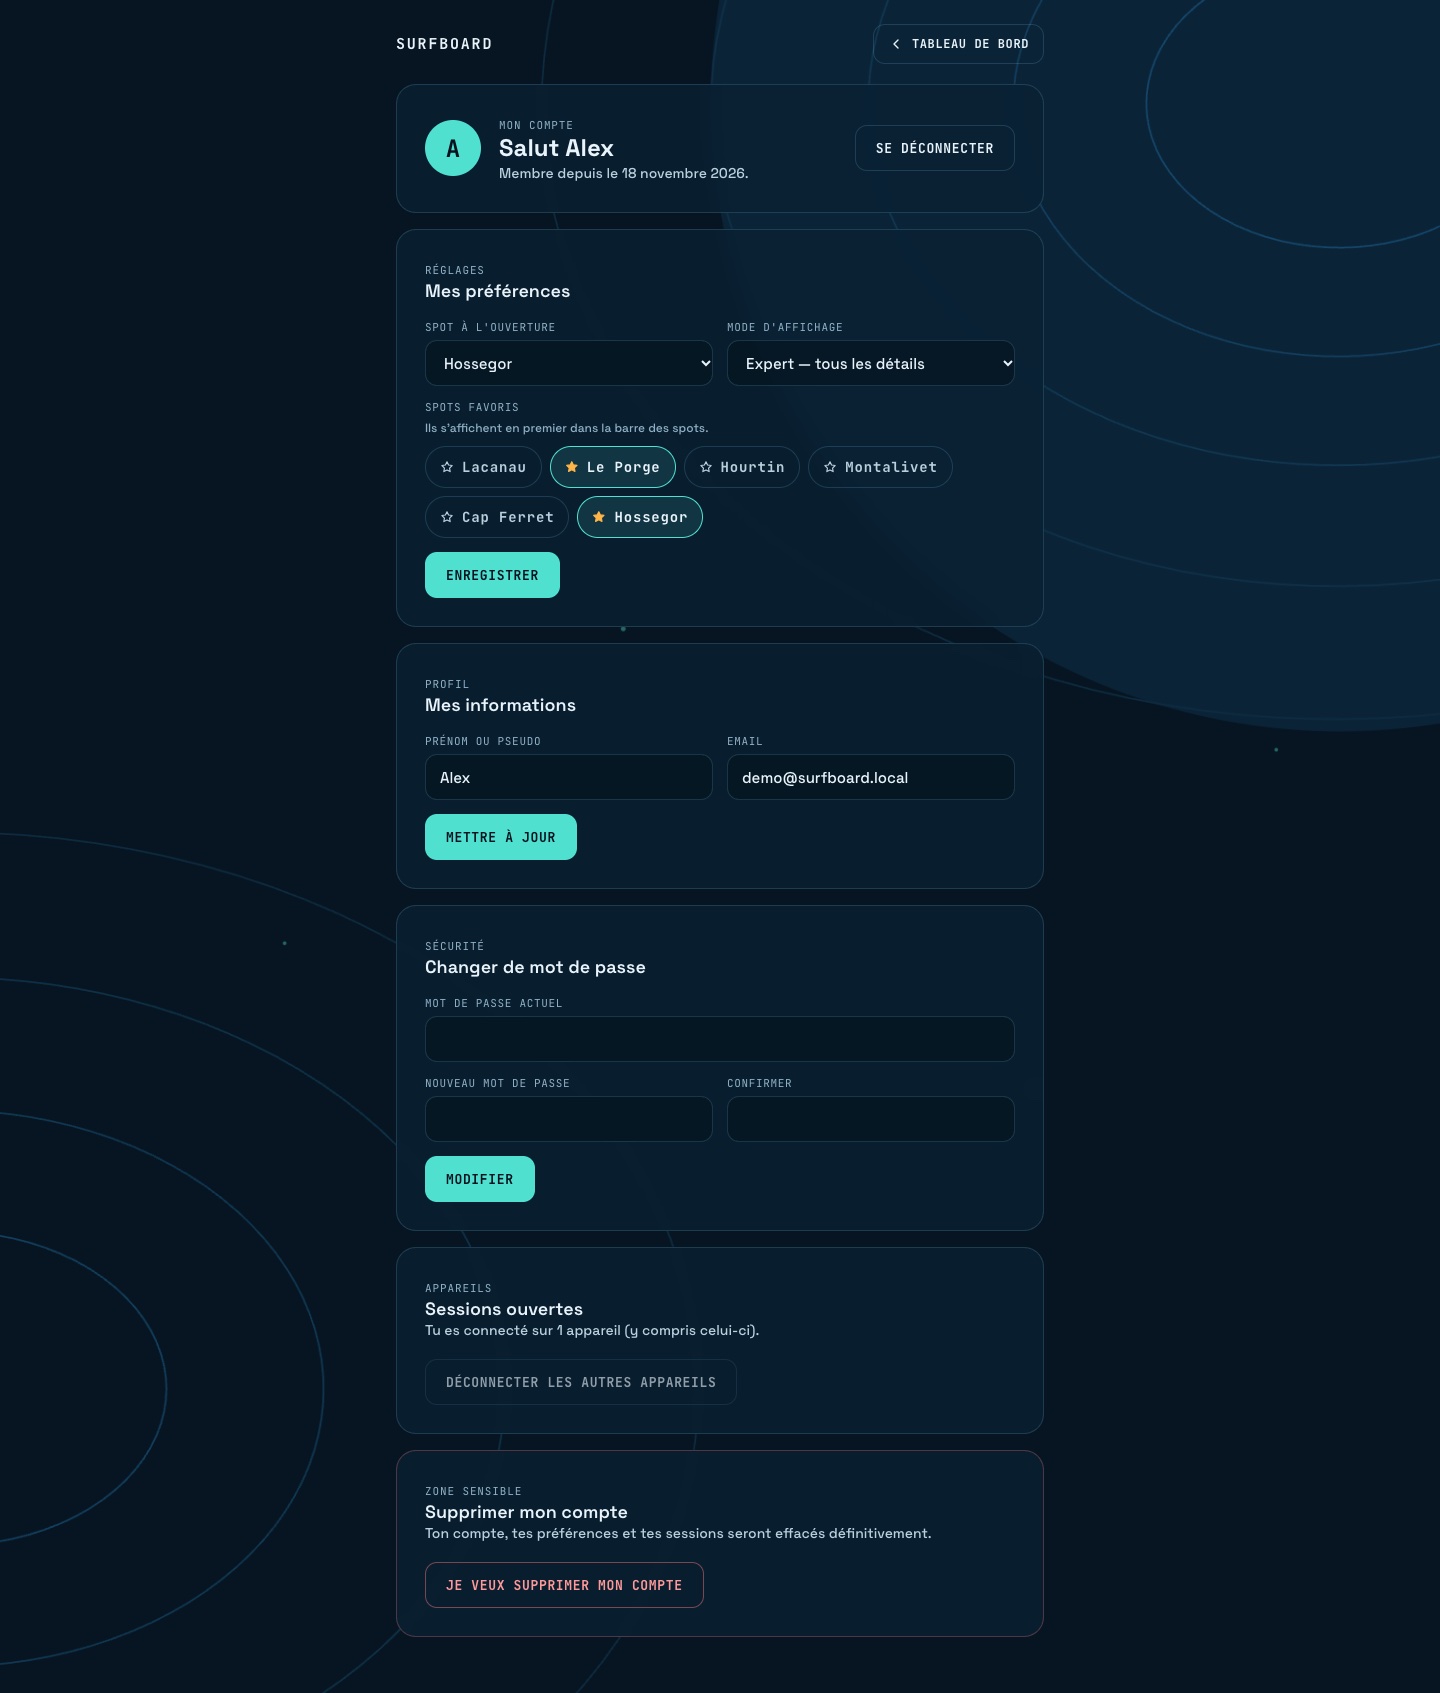 SURFBOARD
TABLEAU DE BORD
A
MON COMPTE
Salut Alex
Membre depuis le 18 novembre 2026.
SE DÉCONNECTER
RÉGLAGES
Mes préférences
SPOT À L'OUVERTURE
MODE D'AFFICHAGE
Hossegor
Expert — tous les détails
SPOTS FAVORIS
Ils s'affichent en premier dans la barre des spots.
Lacanau
Le Porge
Hourtin
Montalivet
Cap Ferret
Hossegor
ENREGISTRER
PROFIL
Mes informations
PRÉNOM OU PSEUDO
EMAIL
Alex
demo@surfboard.local
METTRE À JOUR
SÉCURITÉ
Changer de mot de passe
MOT DE PASSE ACTUEL
NOUVEAU MOT DE PASSE
CONFIRMER
MODIFIER
APPAREILS
Sessions ouvertes
Tu es connecté sur 1 appareil (y compris celui-ci).
DÉCONNECTER LES AUTRES APPAREILS
ZONE SENSIBLE
Supprimer mon compte
Ton compte, tes préférences et tes sessions seront effacés définitivement.
JE VEUX SUPPRIMER MON COMPTE